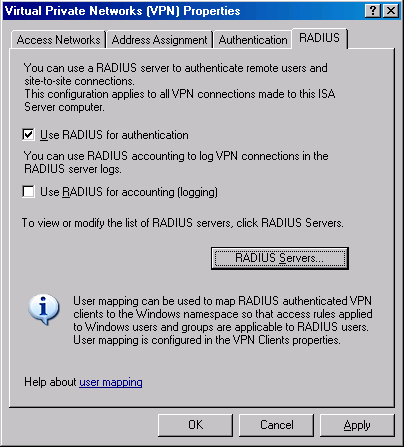 Virtual Private Networks (VPN) Properties
Access Networks Address Assignment Authentication RADIUS
You can use a RADIUS server to authenticate remote users and
site-to-site connections.
This configuration applies to all VPN connections made to this ISA
Server computer.
Use RADIUS for authentication
You can use RADIUS accounting to log VPN connections in the
RADIUS server logs.
Use RADIUS for accounting (logging)
To view or modify the list of RADIUS servers, click RADIUS Servers.
RADIUS Servers...
User mapping can be used to map RADIUS authenticated VPN
clients to the Windows namespace so that access rules applied
to Windows users and groups are applicable to RADIUS users.
User mapping is configured in the VPN Clients properties.
Help about user mapping
OK Cancel Apply